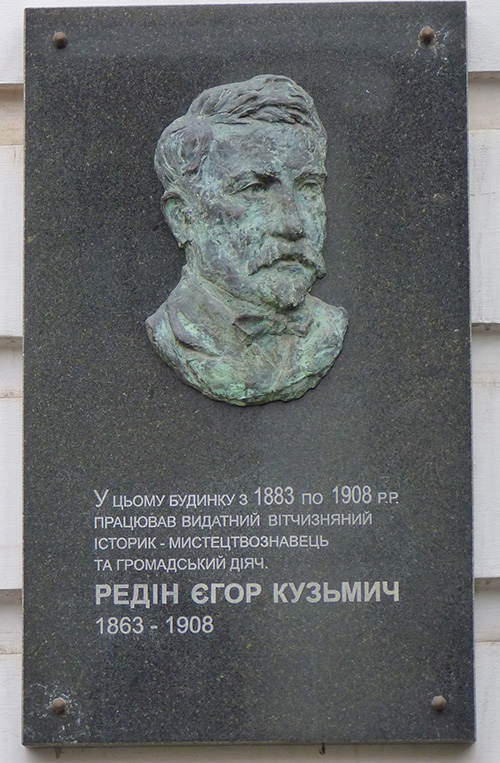 У ЦЬОМУ БУДИНКУ З 1883 ПО 1908 Р.Р.
ПРАЦЮВАВ ВИДАТНИЙ ВІТЧИЗНЯНИЙ
ІСТОРИК - МИСТЕЦТВОЗНАВЕЦЬ
ТА ГРОМАДСЬКИЙ ДІЯЧ.
РЕДІН ЄГОР КУЗЬМИЧ
1863 - 1908